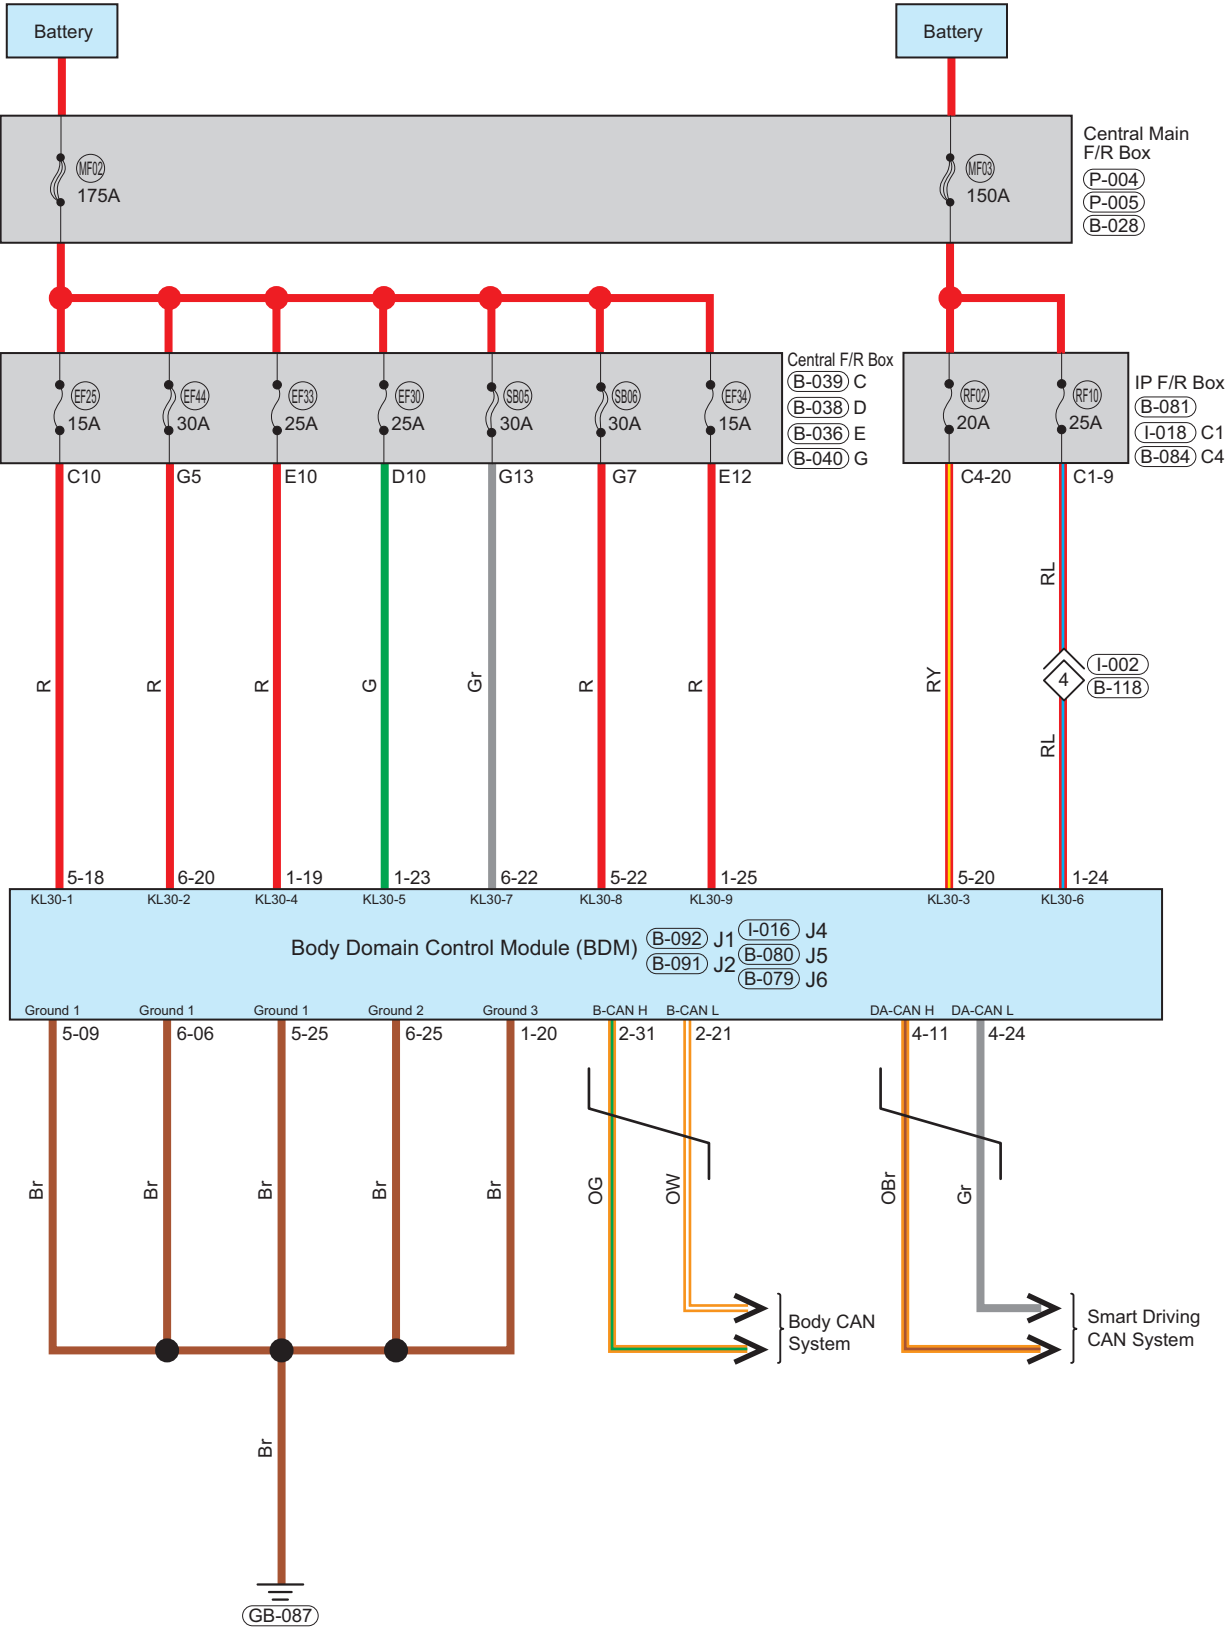 Battery
Battery
MF02
175A
MF03
150A
Central Main
F/R Box
P-004
P-005
B-028
EF25
15A
EF44
30A
EF33
25A
EF30
25A
SB05
30A
SB06
30A
EF34
15A
Central F/R Box
B-039 C
B-038 D
B-036 E
B-040 G
RF02
20A
RF10
25A
IP F/R Box
B-081
I-018 C1
B-084 C4
C10
G5
E10
D10
G13
G7
E12
C4-20
C1-9
R
R
R
G
Gr
R
R
RY
RL
4
I-002
B-118
RL
5-18
6-20
1-19
1-23
6-22
5-22
1-25
5-20
1-24
KL30-1
KL30-2
KL30-4
KL30-5
KL30-7
KL30-8
KL30-9
KL30-3
KL30-6
Body Domain Control Module (BDM)
B-092 J1
B-091 J2
I-016 J4
B-080 J5
B-079 J6
Ground 1
Ground 1
Ground 1
Ground 2
Ground 3
B-CAN H
B-CAN L
DA-CAN H
DA-CAN L
5-09
6-06
5-25
6-25
1-20
2-31
2-21
4-11
4-24
Br
Br
Br
Br
Br
OG
OW
OBr
Gr
Body CAN
System
Smart Driving
CAN System
Br
GB-087